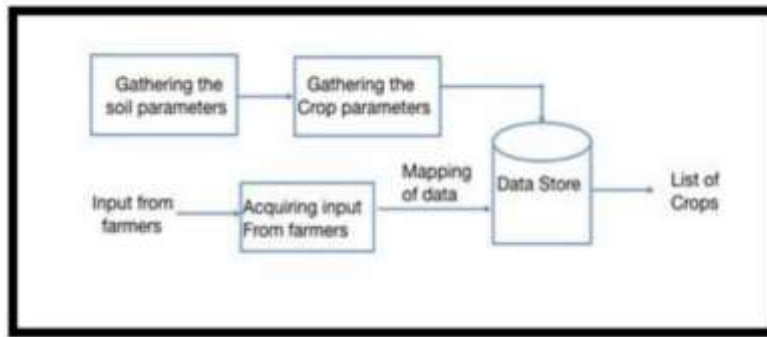 Gathering the
soil parameters
Gathering the
Crop parameters
Input from
farmers
Acquiring input
From farmers
Mapping
of data
Data Store
List of
Crops